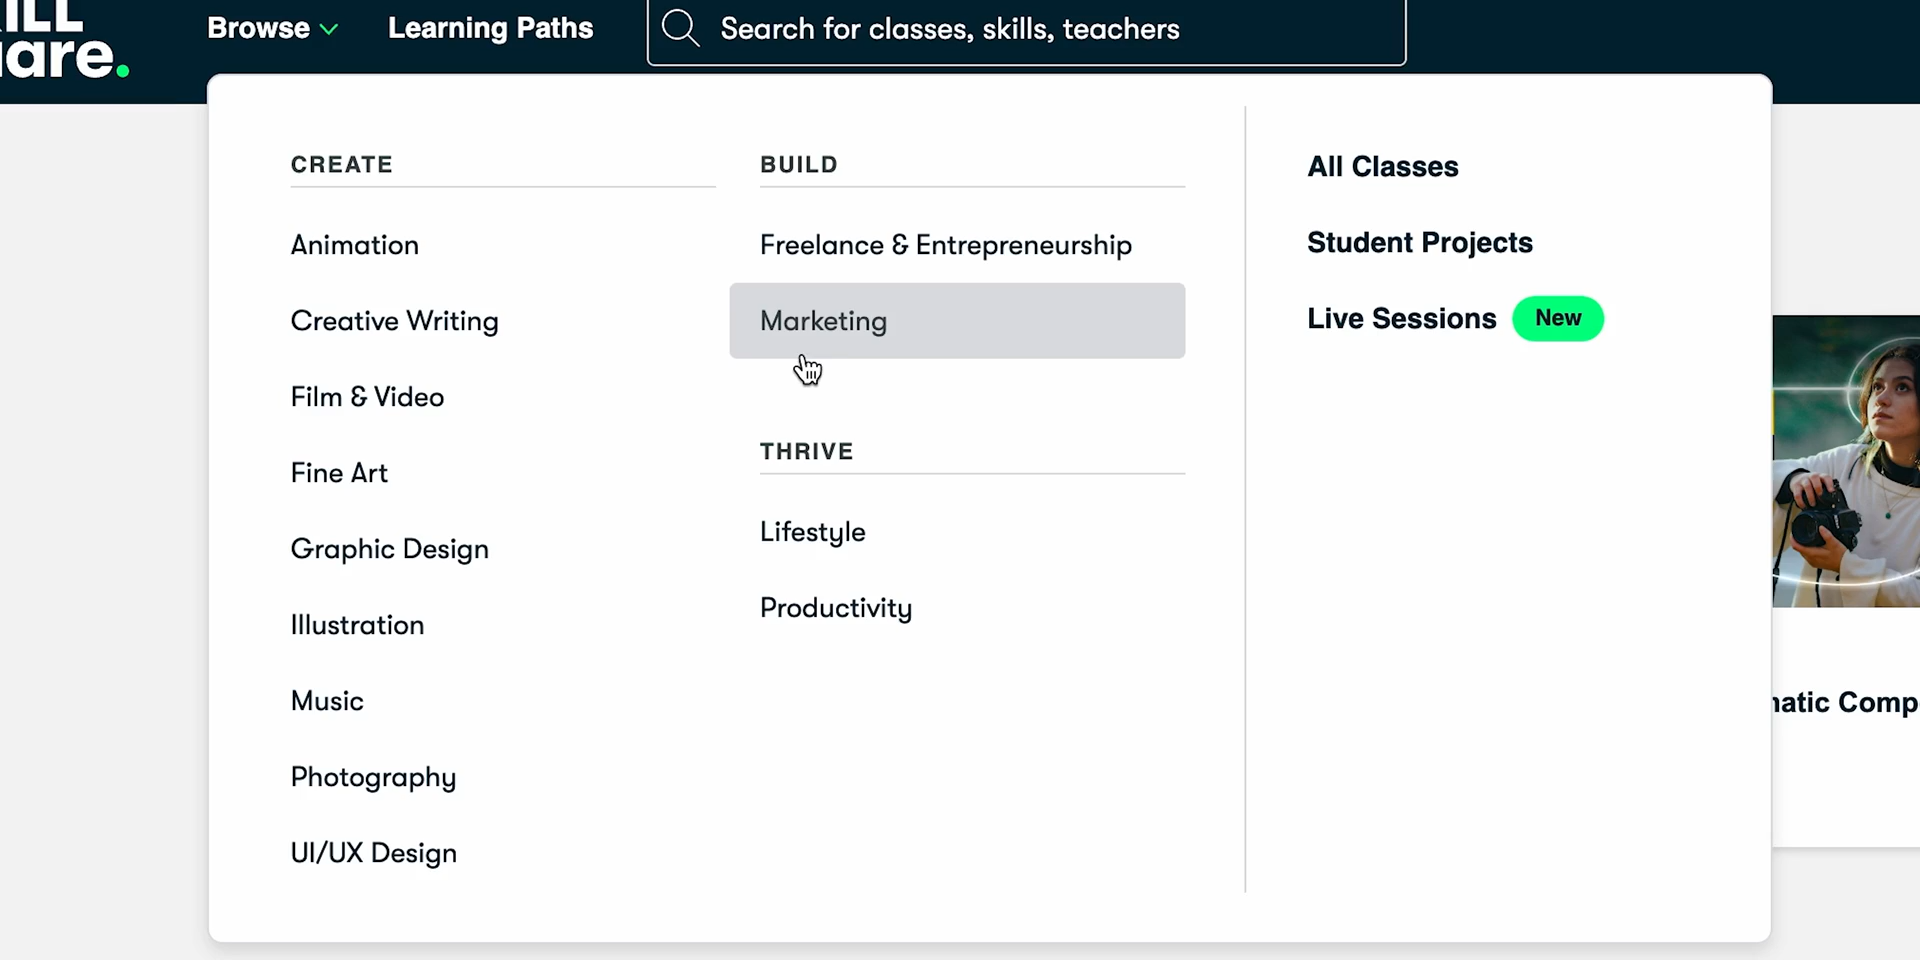 Browse
Learning Paths
Search for classes, skills, teachers
CREATE
Animation
Creative Writing
Film & Video
Fine Art
Graphic Design
Illustration
Music
Photography
UI/UX Design
BUILD
Freelance & Entrepreneurship
Marketing
THRIVE
Lifestyle
Productivity
All Classes
Student Projects
Live Sessions New